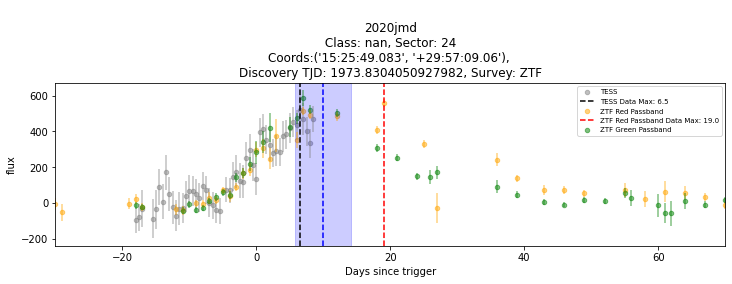 2020jmd
Class: nan, Sector: 24
Coords:('15:25:49.083', '+29:57:09.06'),
Discovery TJD: 1973.8304050927982, Survey: ZTF
600
400
200
0
−200
flux
TESS
TESS Data Max: 6.5
ZTF Red Passband
ZTF Red Passband Data Max: 19.0
ZTF Green Passband
−20
0
20
40
60
Days since trigger